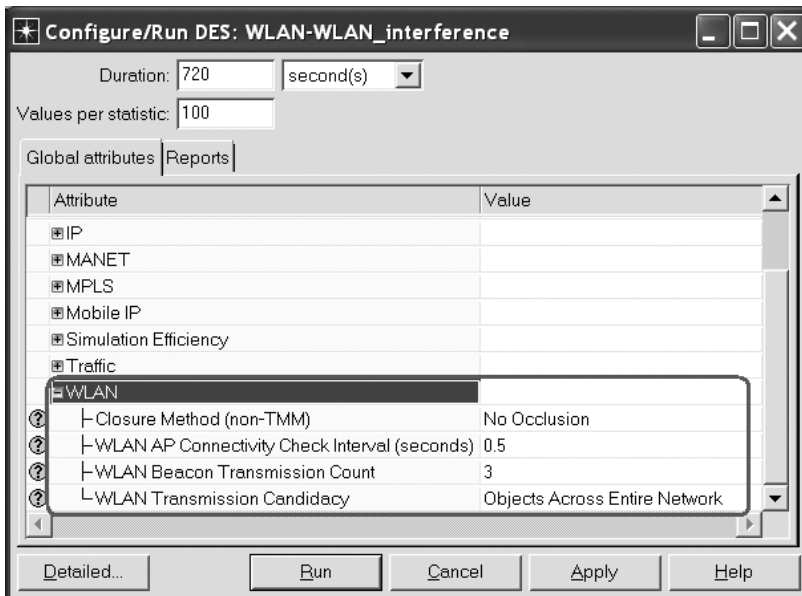 Configure/Run DES: WLAN-WLAN_interference
Duration: 720 second(s)
Values per statistic: 100
Global attributes Reports
Attribute Value
IP
MANET
MPLS
Mobile IP
Simulation Efficiency
Traffic
WLAN
Closure Method (non-TMM) No Occlusion
WLAN AP Connectivity Check Interval (seconds) 0.5
WLAN Beacon Transmission Count 3
WLAN Transmission Candidacy Objects Across Entire Network
Detailed... Run Cancel Apply Help